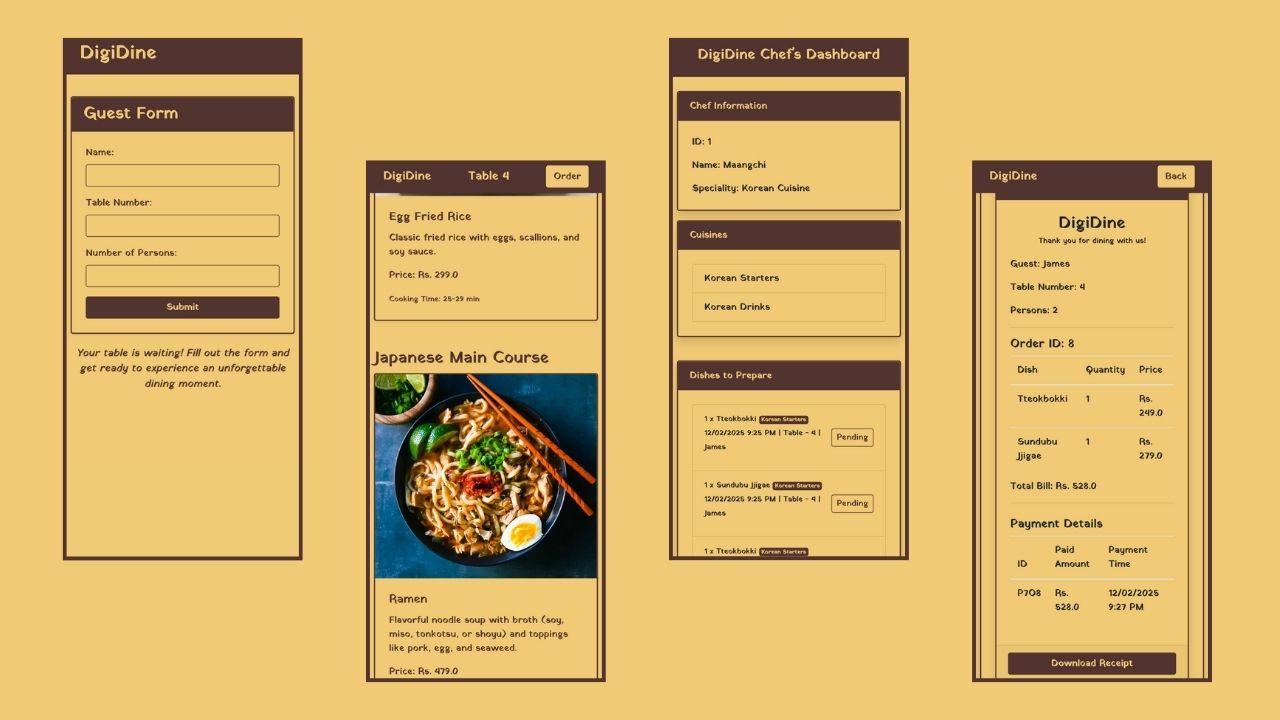 DigiDine
Guest Form
Name:
Table Number:
Number of Persons:
Submit
Your table is waiting! Fill out the form and
get ready to experience an unforgettable
dining moment.
DigiDine Table 4 Order
Egg Fried Rice
Classic fried rice with eggs, scallions, and
soy sauce.
Price: Rs. 299.0
Cooking Time: 25-29 min
Japanese Main Course
Ramen
Flavorful noodle soup with broth (soy,
miso, tonkotsu, or shoyu) and toppings
like pork, egg, and seaweed.
Price: Rs. 479.0
DigiDine Chef's Dashboard
Chef Information
ID: 1
Name: Maangchi
Speciality: Korean Cuisine
Cuisines
Korean Starters
Korean Drinks
Dishes to Prepare
1 x Tteokbokki Korean Starters
12/02/2025 9:25 PM | Table - 4 |
James
Pending
1 x Sundubu Jjigae Korean Starters
12/02/2025 9:25 PM | Table - 4 |
James
Pending
1 x Tteokbokki Korean Starters
DigiDine Back
DigiDine
Thank you for dining with us!
Guest: James
Table Number: 4
Persons: 2
Order ID: 8
Dish Quantity Price
Tteokbokki 1 Rs.
249.0
Sundubu 1 Rs.
Jjigae 279.0
Total Bill: Rs. 528.0
Payment Details
Paid Payment
ID Amount Time
P708 Rs. 12/02/2025
528.0 9:27 PM
Download Receipt